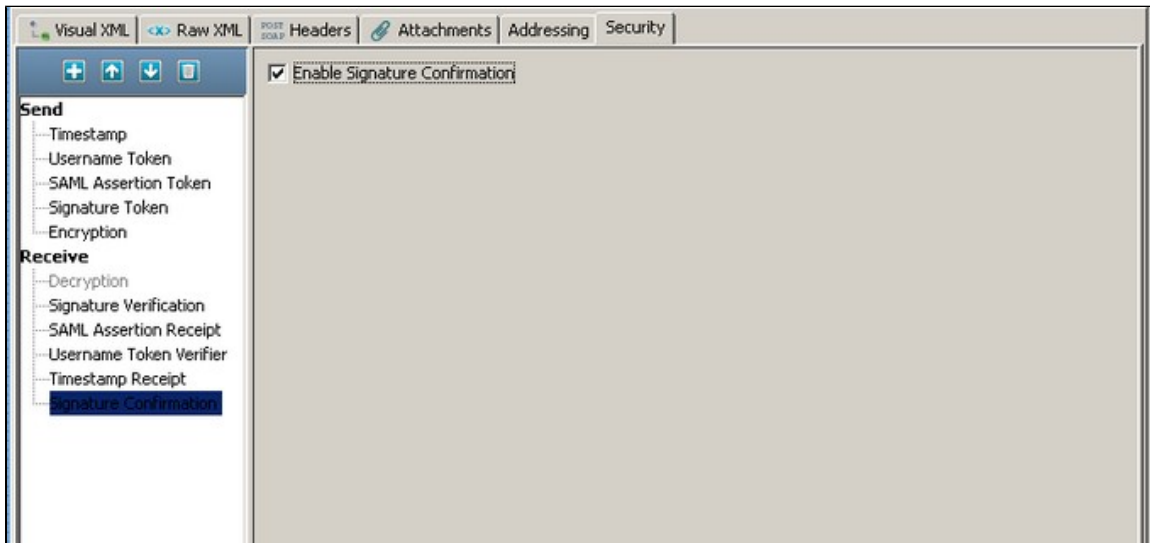 Visual XML <X> Raw XML POST SOAP Headers Attachments Addressing Security
Enable Signature Confirmation
Send
Timestamp
Username Token
SAML Assertion Token
Signature Token
Encryption
Receive
Decryption
Signature Verification
SAML Assertion Receipt
Username Token Verifier
Timestamp Receipt
Signature Confirmation